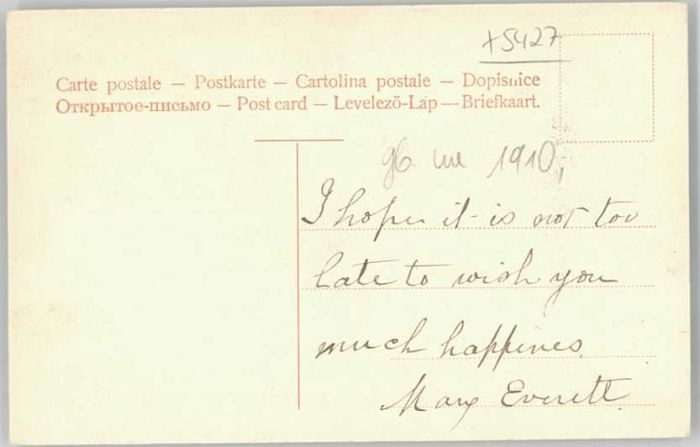 +5427
Carte postale — Postkarte — Cartolina postale — Dopisnice
Открытое-письмо — Post card — Levelező-Lap — Briefkaart.
1910,
I hope it is not too
late to wish you
much happines
Mary Everett